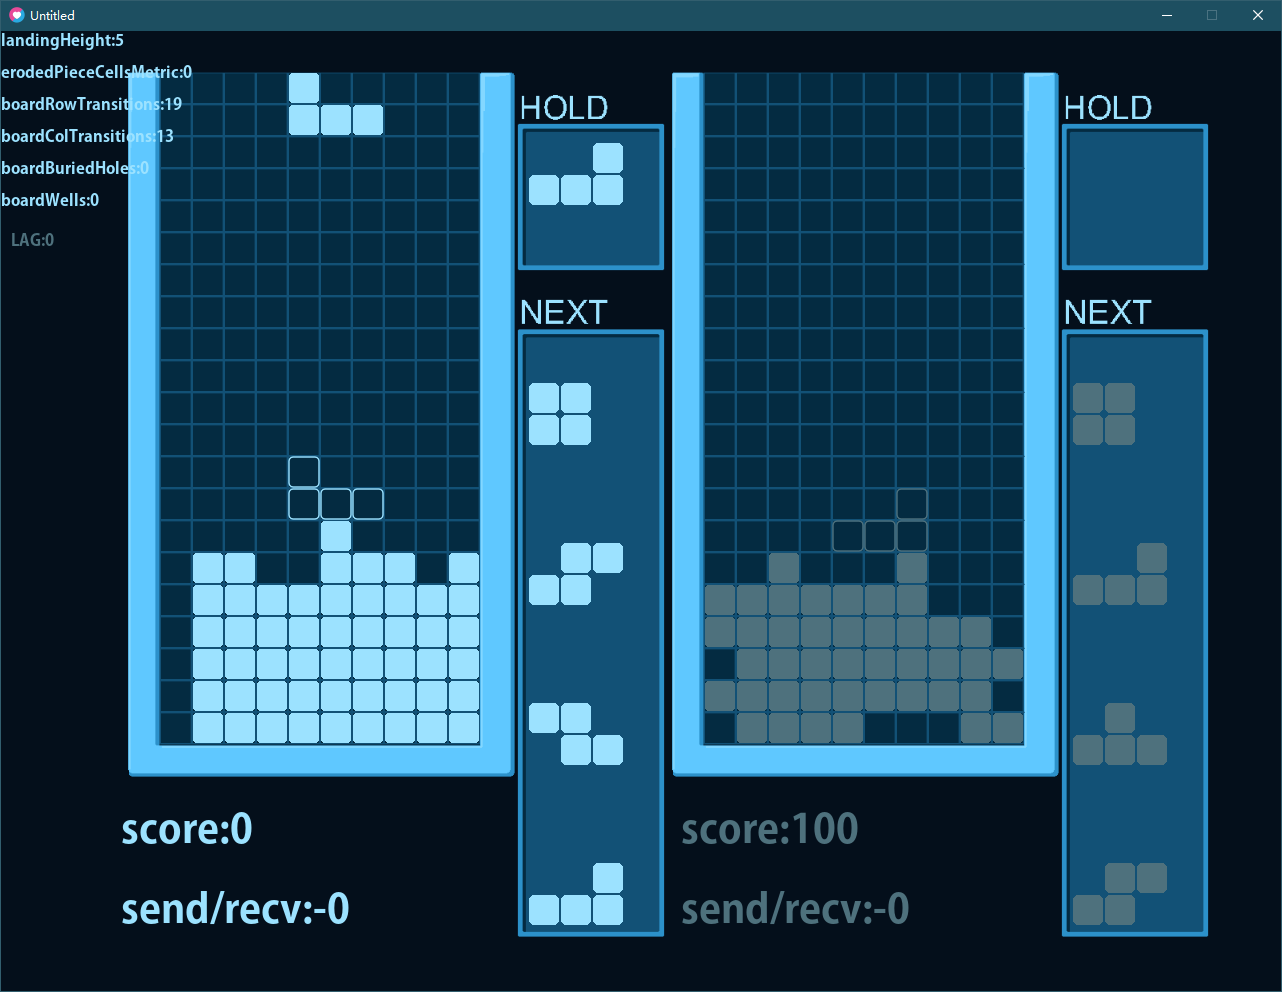 Untitled
landingHeight:5
erodedPieceCellsMetric:0
boardRowTransitions:19
boardColTransitions:13
boardBuriedHoles:0
boardWells:0
LAG:0
HOLD
HOLD
NEXT
NEXT
score:0
score:100
send/recv:-0
send/recv:-0